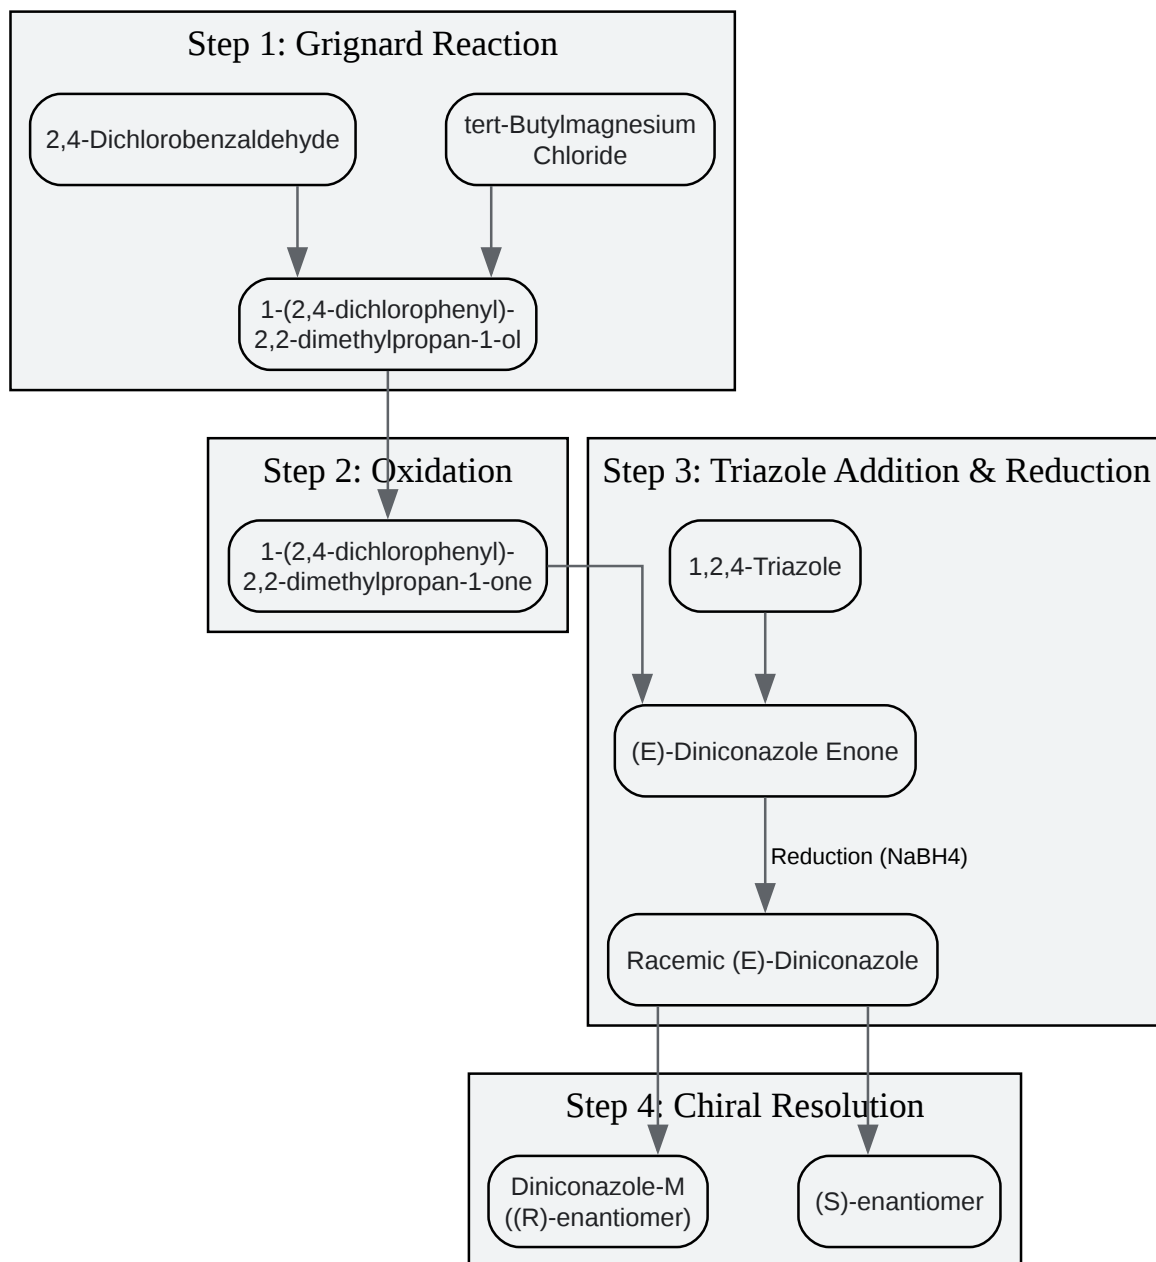 Step 1: Grignard Reaction
2,4-Dichlorobenzaldehyde
tert-Butylmagnesium
Chloride
1-(2,4-dichlorophenyl)-
2,2-dimethylpropan-1-ol
Step 2: Oxidation
1-(2,4-dichlorophenyl)-
2,2-dimethylpropan-1-one
Step 3: Triazole Addition & Reduction
1,2,4-Triazole
(E)-Diniconazole Enone
Reduction (NaBH4)
Racemic (E)-Diniconazole
Step 4: Chiral Resolution
Diniconazole-M
((R)-enantiomer)
(S)-enantiomer